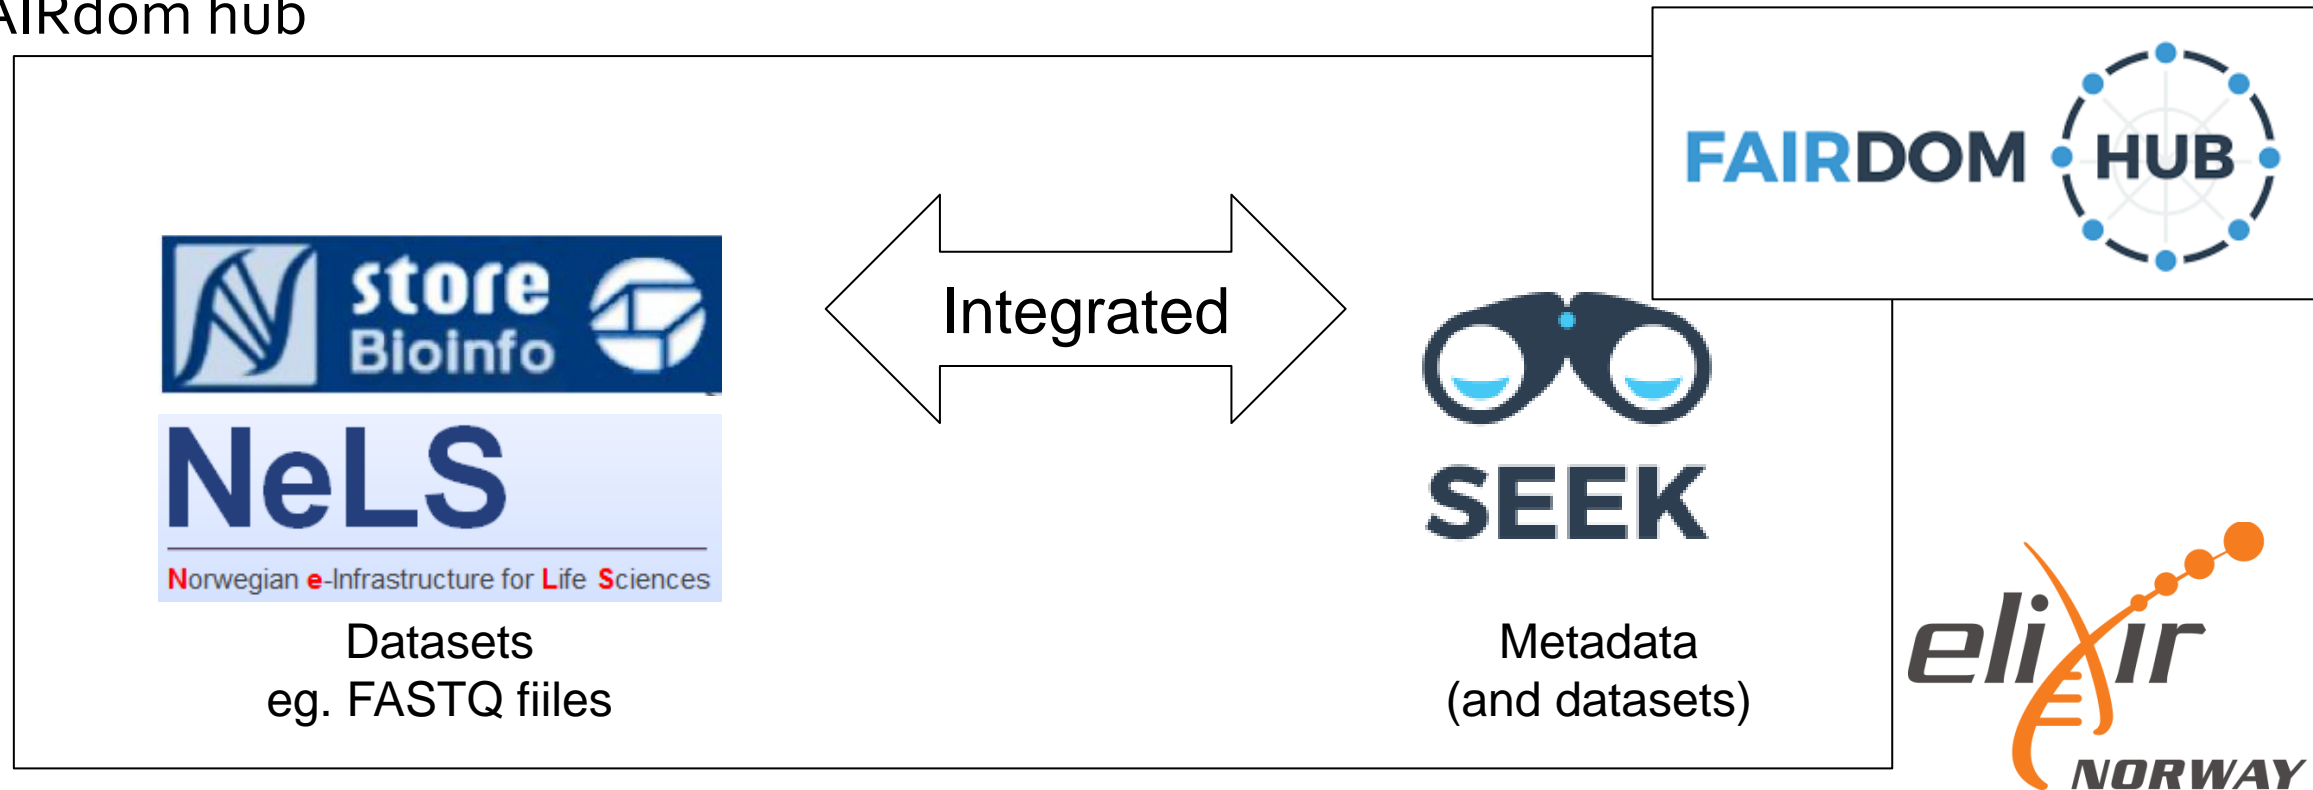 AIRdom hub
FAIRDOM HUB
store
Bioinfo
Integrated
NeLS
Norwegian e-Infrastructure for Life Sciences
SEEK
Datasets
eg. FASTQ fiiles
Metadata
(and datasets)
elixir
NORWAY